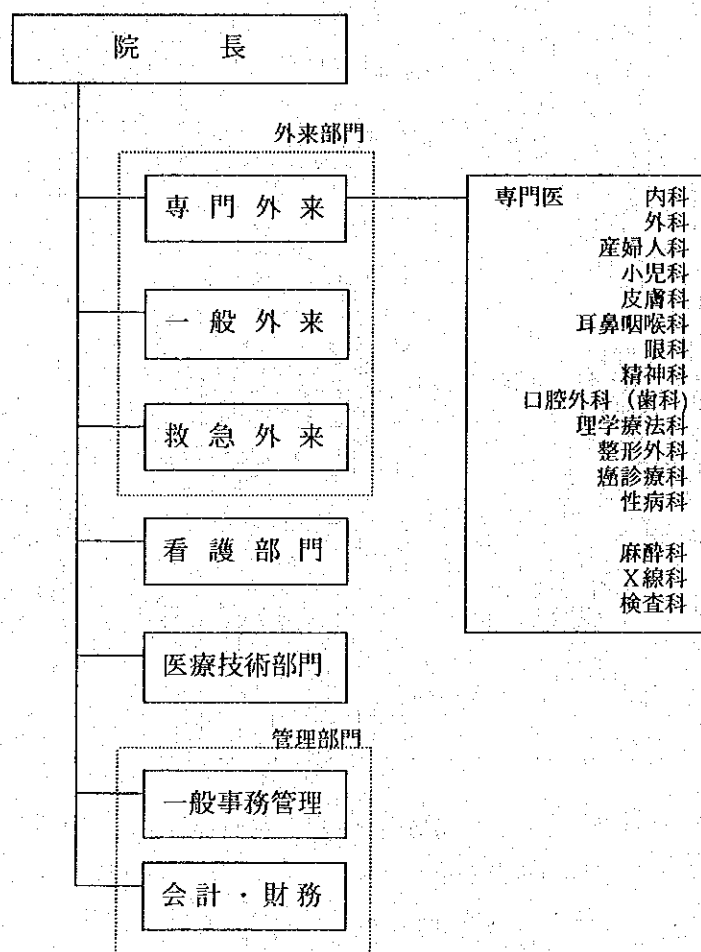 院長
外来部門
専門外来
一般外来
救急外来
看護部門
医療技術部門
管理部門
一般事務管理
会計・財務
専門医 内科
外科
産婦人科
小児科
皮膚科
耳鼻咽喉科
眼科
精神科
口腔外科 (歯科)
理学療法科
整形外科
癌診療科
性病科
麻酔科
X線科
検査科